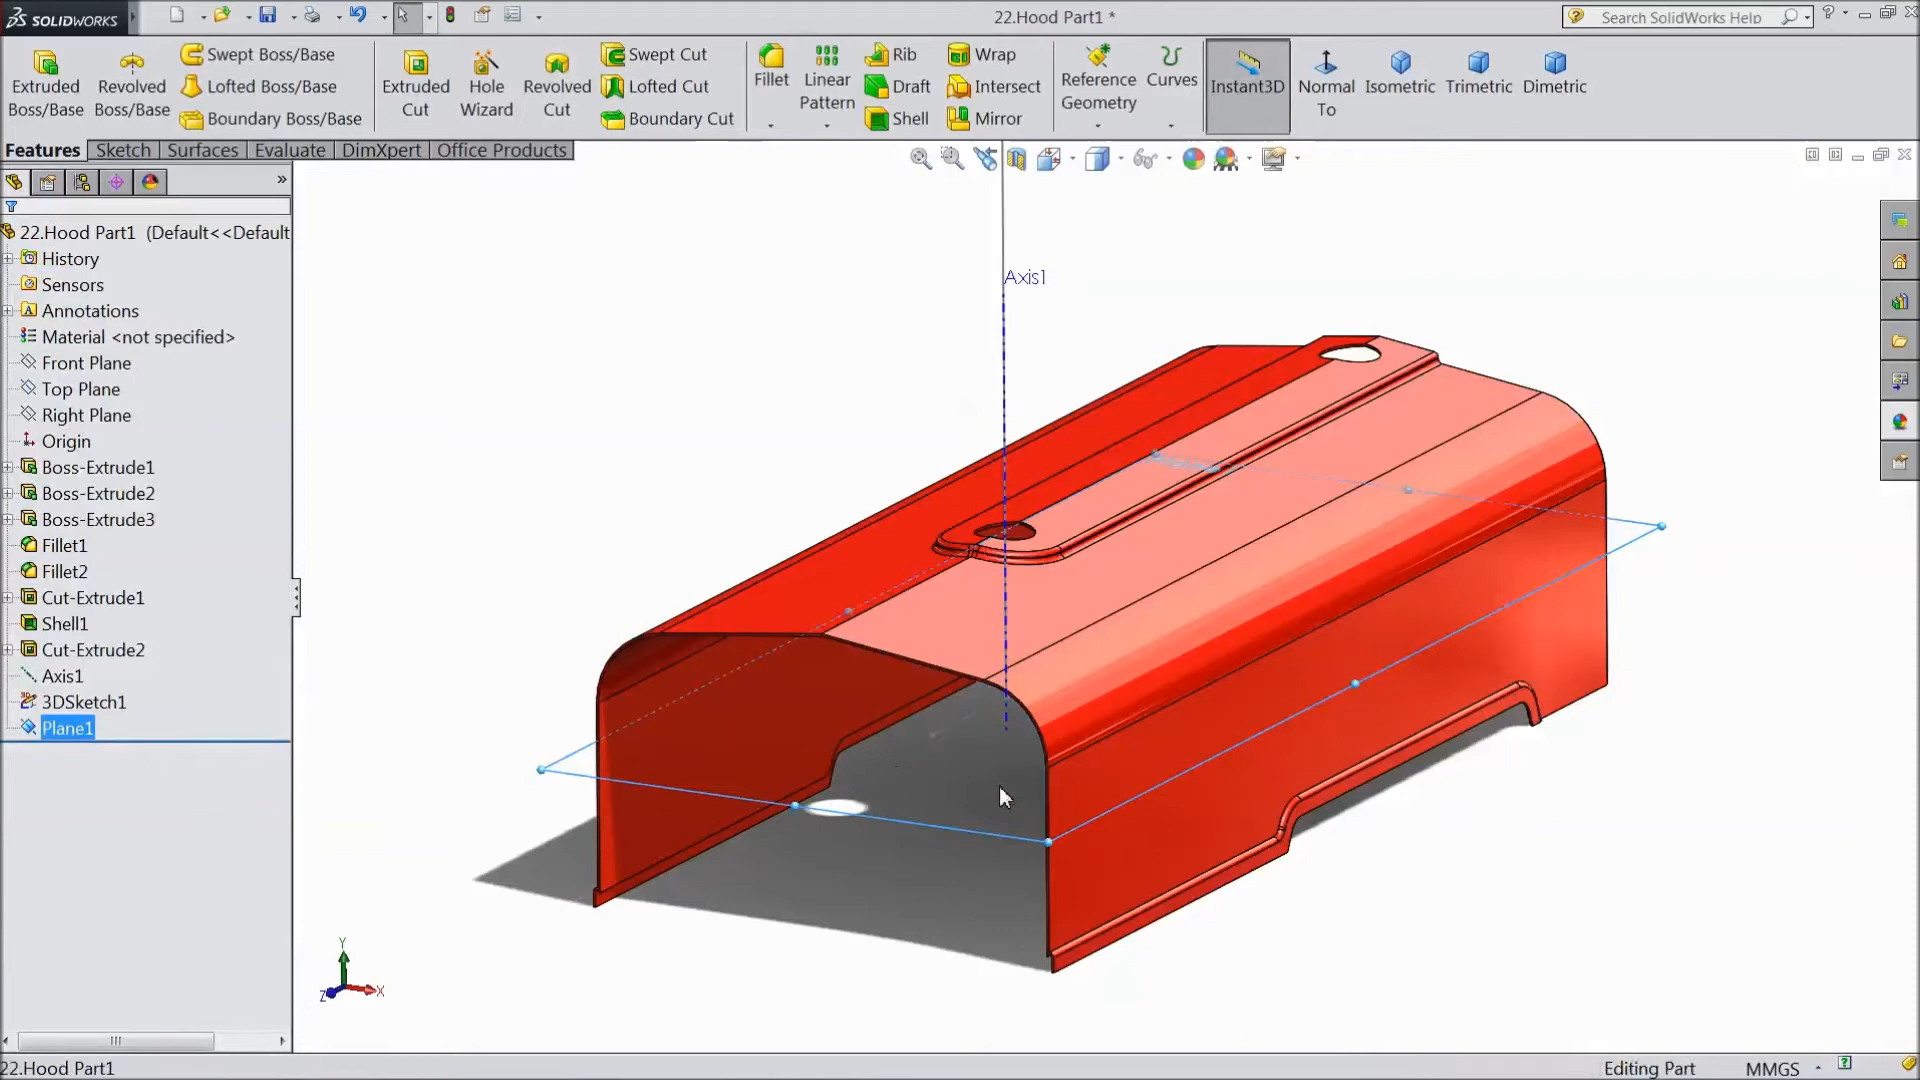 SOLIDWORKS
22.Hood Part1 *
Search SolidWorks Help
Extruded Boss/Base
Revolved Boss/Base
Swept Boss/Base
Lofted Boss/Base
Boundary Boss/Base
Extruded Cut
Hole Wizard
Revolved Cut
Swept Cut
Lofted Cut
Boundary Cut
Fillet
Linear Pattern
Rib
Draft
Shell
Wrap
Intersect
Mirror
Reference Geometry
Curves
Instant3D
Normal To
Isometric
Trimetric
Dimetric
Features
Sketch
Surfaces
Evaluate
DimXpert
Office Products
22.Hood Part1 (Default<<Default
History
Sensors
Annotations
Material <not specified>
Front Plane
Top Plane
Right Plane
Origin
Boss-Extrude1
Boss-Extrude2
Boss-Extrude3
Fillet1
Fillet2
Cut-Extrude1
Shell1
Cut-Extrude2
Axis1
3DSketch1
Plane1
Axis1
Y
Z
X
22.Hood Part1
Editing Part
MMGS